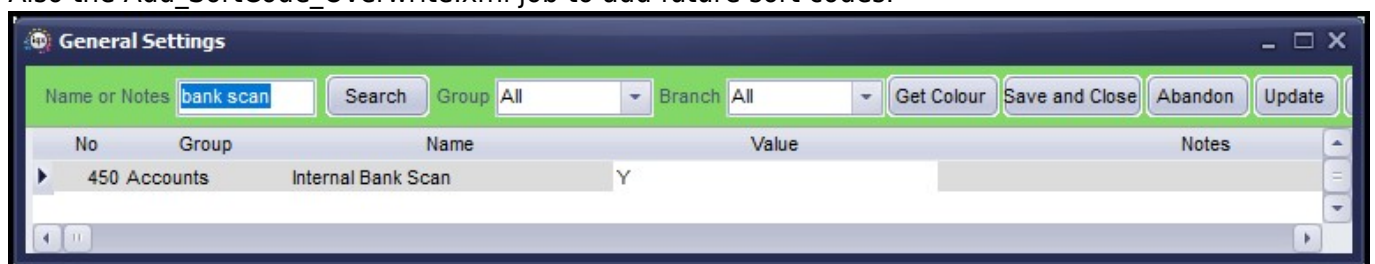 Also the Add_SortCode_Overwrite.xml job to add future sort codes.
General Settings
Name or Notes bank scan Search Group All Branch All Get Colour Save and Close Abandon Update
No Group Name Value Notes
450 Accounts Internal Bank Scan Y